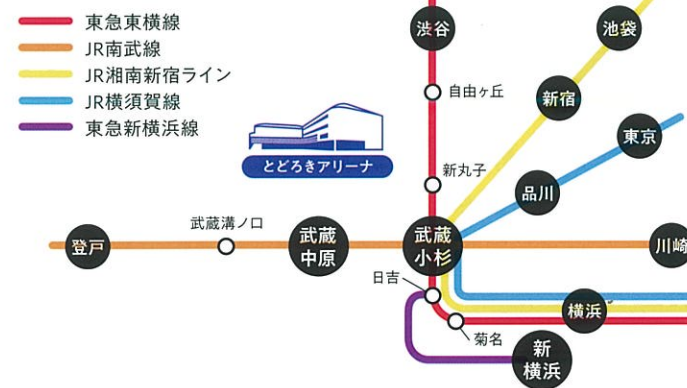 東急東横線
JR南武線
JR湘南新宿ライン
JR横須賀線
東急新横浜線
とどろきアリーナ
渋谷
池袋
自由ヶ丘
新宿
東京
新丸子
品川
武蔵溝ノ口
登戸
武蔵
中原
武蔵
小杉
川崎
日吉
横浜
菊名
新
横浜